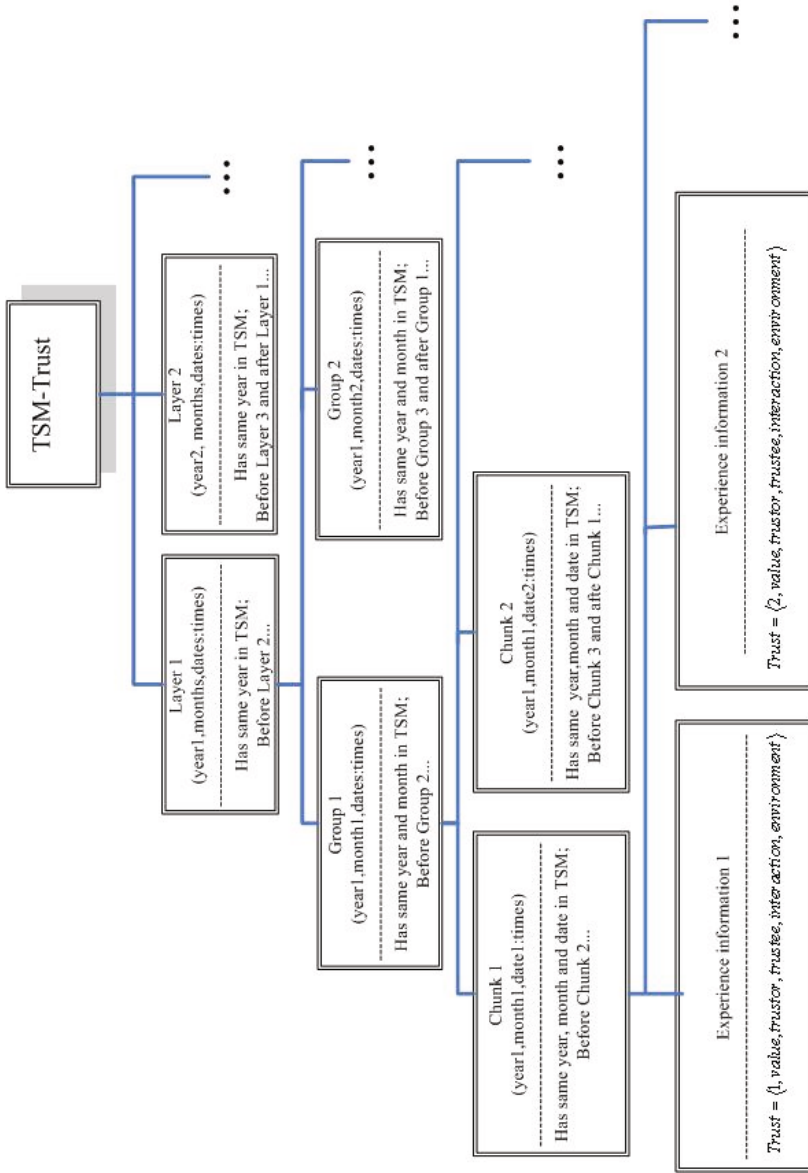 TSM-Trust
Layer 1
(year1,months,dates:times)
Has same year in TSM;
Before Layer 2...
Layer 2
(year2, months,dates:times)
Has same year in TSM;
Before Layer 3 and after Layer 1...
...
Group 1
(year1,month1,dates:times)
Has same year and month in TSM;
Before Group 2...
Group 2
(year1,month2,dates:times)
Has same year and month in TSM;
Before Group 3 and after Group 1...
...
Chunk 1
(year1,month1,date1:times)
Has same year, month and date in TSM;
Before Chunk 2...
Chunk 2
(year1,month1,date2:times)
Has same year,month and date in TSM;
Before Chunk 3 and afte Chunk 1...
...
Experience information 1
Trust = ⟨1,value,trustor,trustee,interaction,environment⟩
Experience information 2
Trust = ⟨2,value,trustor,trustee,interaction,environment⟩
...